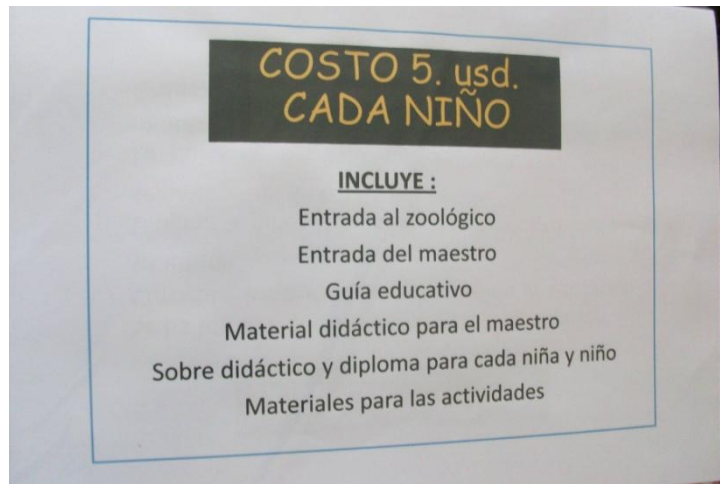 COSTO 5. usd.
CADA NIÑO
INCLUYE :
Entrada al zoológico
Entrada del maestro
Guía educativo
Material didáctico para el maestro
Sobre didáctico y diploma para cada niña y niño
Materiales para las actividades